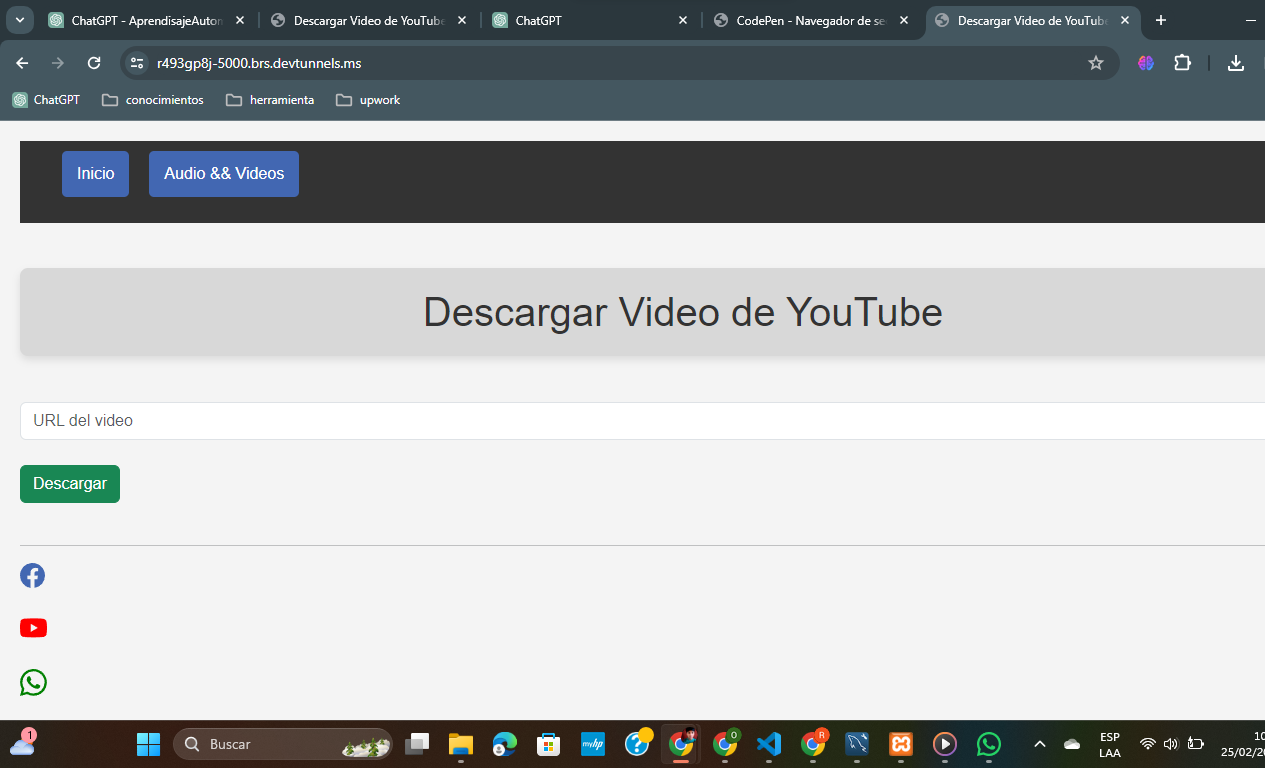 ChatGPT - AprendisajeAuton
Descargar Video de YouTube
ChatGPT
CodePen - Navegador de se
Descargar Video de YouTube
r493gp8j-5000.brs.devtunnels.ms
ChatGPT
conocimientos
herramienta
upwork
Inicio
Audio && Videos
Descargar Video de YouTube
URL del video
Descargar
1
Buscar
myhp
?
O
R
ESP
LAA
10
25/02/20